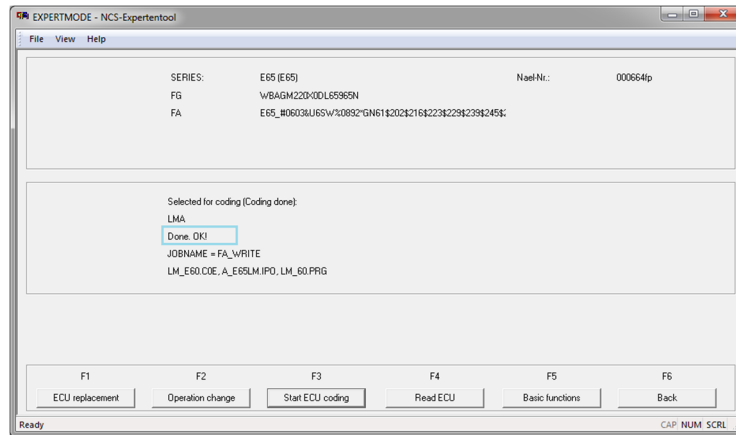 EXPERTMODE - NCS-Expertentool
File View Help
SERIES: E65 (E65) Nael-Nr.: 000664fp
FG WBAGM220X0DL65965N
FA E65_#0603&U6SW%0892*GN61$202$216$223$229$239$245$2
Selected for coding (Coding done):
LMA
Done. OK!
JOBNAME = FA_WRITE
LM_E60.C0E, A_E65LM.IPO, LM_60.PRG
F1 F2 F3 F4 F5 F6
ECU replacement Operation change Start ECU coding Read ECU Basic functions Back
Ready CAP NUM SCRL